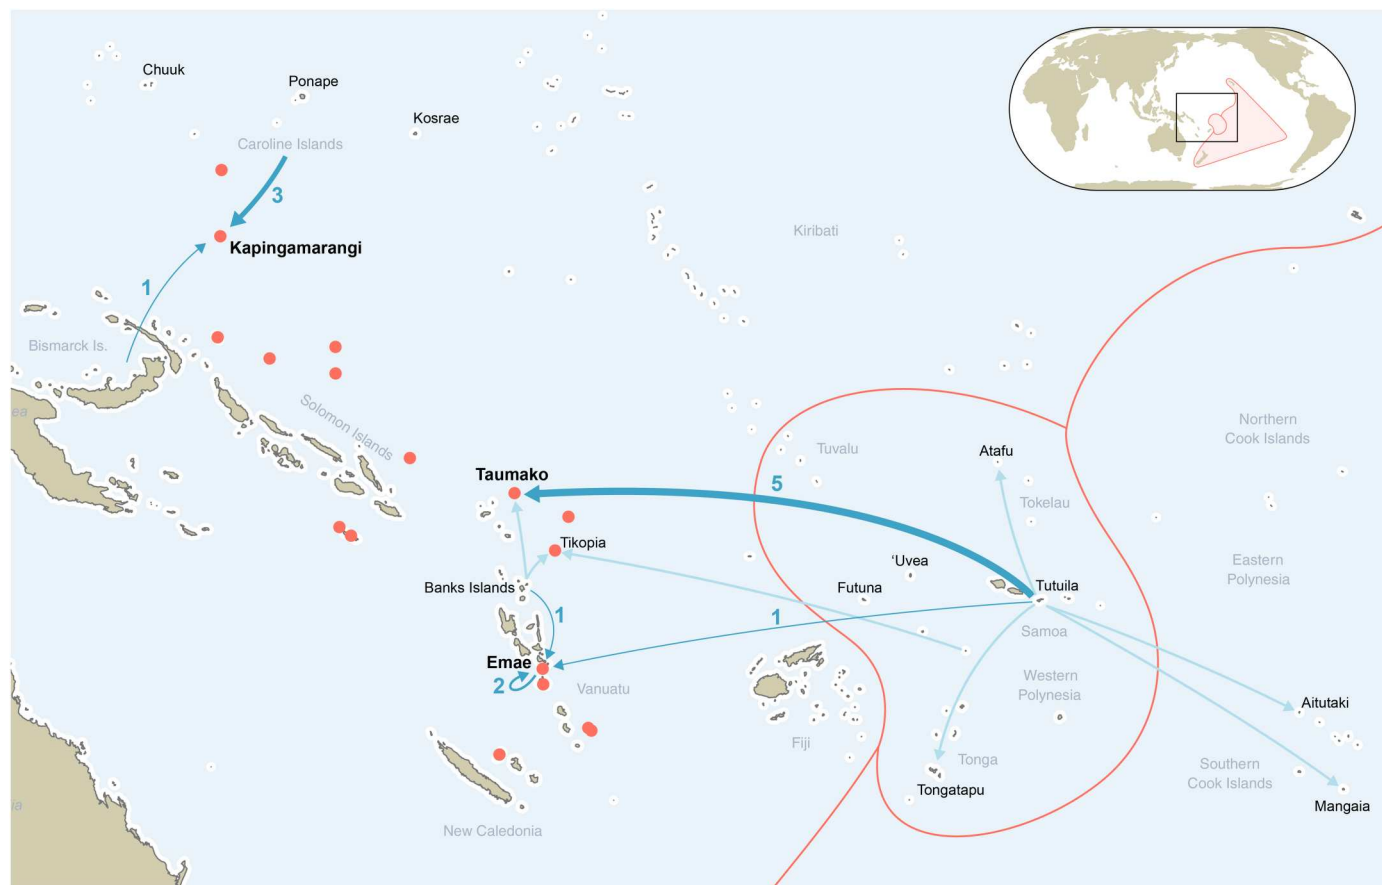 Chuuk
Ponape
Kosrae
Caroline Islands
3
Kapingamarangi
Kiribati
1
Bismarck Is.
ea
Solomon Islands
Northern
Cook Islands
Tuvalu
Atafu
Taumako
5
Tokelau
Tikopia
'Uvea
Eastern
Polynesia
Banks Islands
Futuna
Tutuila
1
1
Samoa
Emae
2
Vanuatu
Western
Polynesia
Aitutaki
Fiji
Tonga
Southern
Cook Islands
Tongatapu
Mangaia
ia
New Caledonia